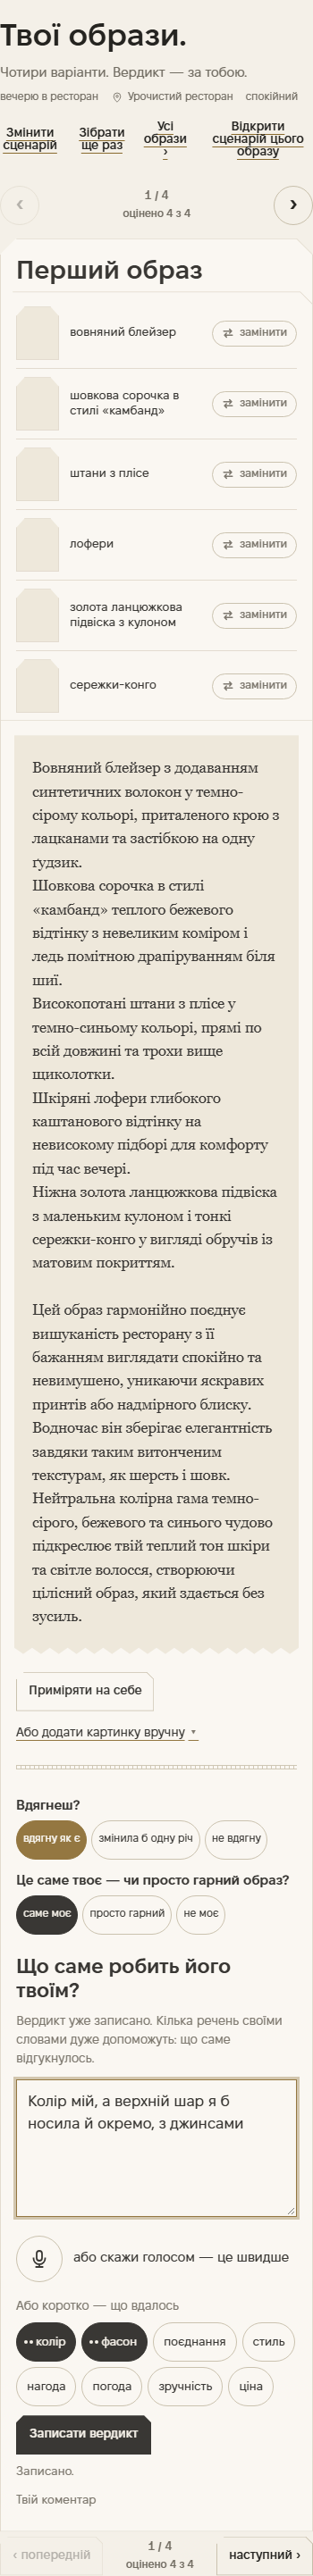 Твої образи.
Чотири варіанти. Вердикт — за тобою.
вечерю в ресторан Урочистий ресторан спокійний
Змінити сценарій
Зібрати ще раз
Усі образи ›
Відкрити сценарій цього образу
‹
1 / 4
оцінено 4 з 4
›
Перший образ
вовняний блейзер
⇄ замінити
шовкова сорочка в
стилі «камбанд»
⇄ замінити
штани з плісе
⇄ замінити
лофери
⇄ замінити
золота ланцюжкова
підвіска з кулоном
⇄ замінити
сережки-конго
⇄ замінити
Вовняний блейзер з додаванням
синтетичних волокон у темно-
сірому кольорі, приталеного крою з
лацканами та застібкою на одну
ґудзик.
Шовкова сорочка в стилі
«камбанд» теплого бежевого
відтінку з невеликим коміром і
ледь помітною драпіруванням біля
шиї.
Високопотані штани з плісе у
темно-синьому кольорі, прямі по
всій довжині та трохи вище
щиколотки.
Шкіряні лофери глибокого
каштанового відтінку на
невисокому підборі для комфорту
під час вечері.
Ніжна золота ланцюжкова підвіска
з маленьким кулоном і тонкі
сережки-конго у вигляді обручів із
матовим покриттям.
Цей образ гармонійно поєднує
вишуканість ресторану з її
бажанням виглядати спокійно та
невимушено, уникаючи яскравих
принтів або надмірного блиску.
Водночас він зберігає елегантність
завдяки таким витонченим
текстурам, як шерсть і шовк.
Нейтральна колірна гама темно-
сірого, бежевого та синього чудово
підкреслює твій теплий тон шкіри
та світле волосся, створюючи
цілісний образ, який здається без
зусиль.
Приміряти на себе
Або додати картинку вручну
Вдягнеш?
вдягну як є
змінила б одну річ
не вдягну
Це саме твоє — чи просто гарний образ?
саме моє
просто гарний
не моє
Що саме робить його
твоїм?
Вердикт уже записано. Кілька речень своїми
словами дуже допоможуть: що саме
відгукнулось.
Колір мій, а верхній шар я б
носила й окремо, з джинсами
або скажи голосом — це швидше
Або коротко — що вдалось
•• колір
•• фасон
поєднання
стиль
нагода
погода
зручність
ціна
Записати вердикт
Записано.
Твій коментар
‹ попередній
1 / 4
оцінено 4 з 4
наступний ›